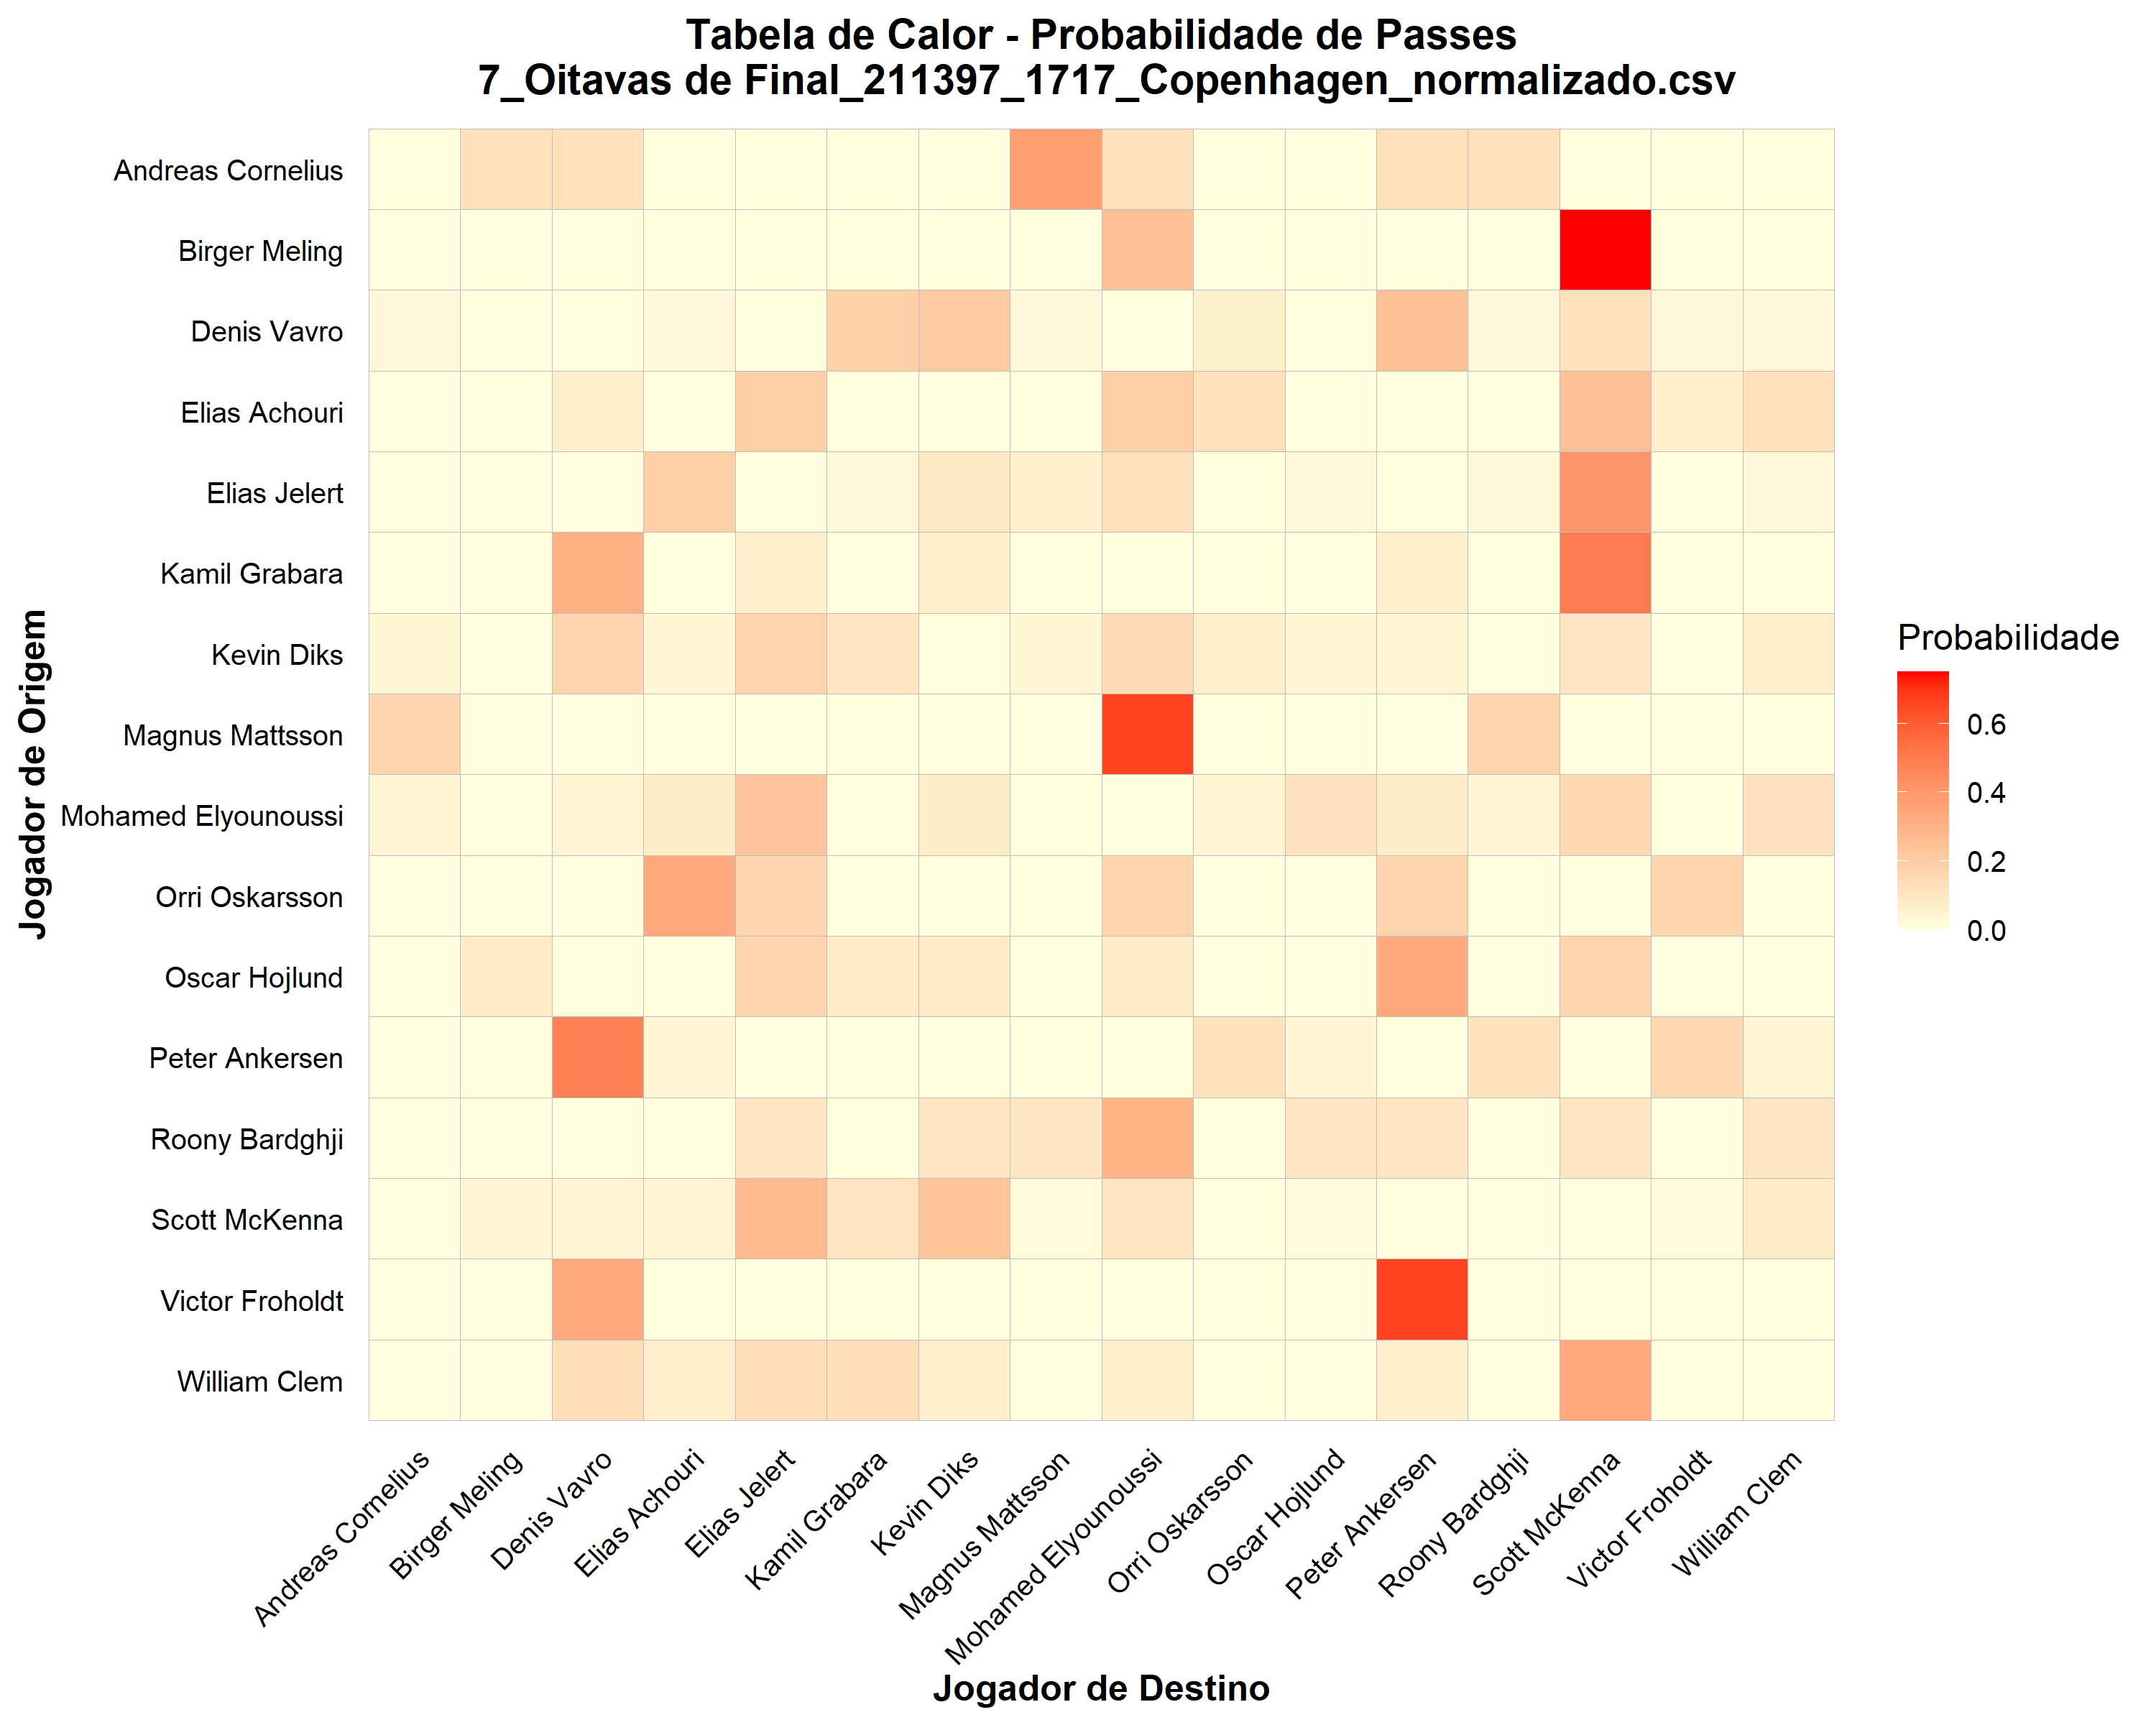 Tabela de Calor - Probabilidade de Passes
7_Oitavas de Final_211397_1717_Copenhagen_normalizado.csv
Jogador de Origem
Andreas Cornelius
Birger Meling
Denis Vavro
Elias Achouri
Elias Jelert
Kamil Grabara
Kevin Diks
Magnus Mattsson
Mohamed Elyounoussi
Orri Oskarsson
Oscar Hojlund
Peter Ankersen
Roony Bardghji
Scott McKenna
Victor Froholdt
William Clem
Andreas Cornelius
Birger Meling
Denis Vavro
Elias Achouri
Elias Jelert
Kamil Grabara
Kevin Diks
Magnus Mattsson
Mohamed Elyounoussi
Orri Oskarsson
Oscar Hojlund
Peter Ankersen
Roony Bardghji
Scott McKenna
Victor Froholdt
William Clem
Jogador de Destino
Probabilidade
0.6
0.4
0.2
0.0